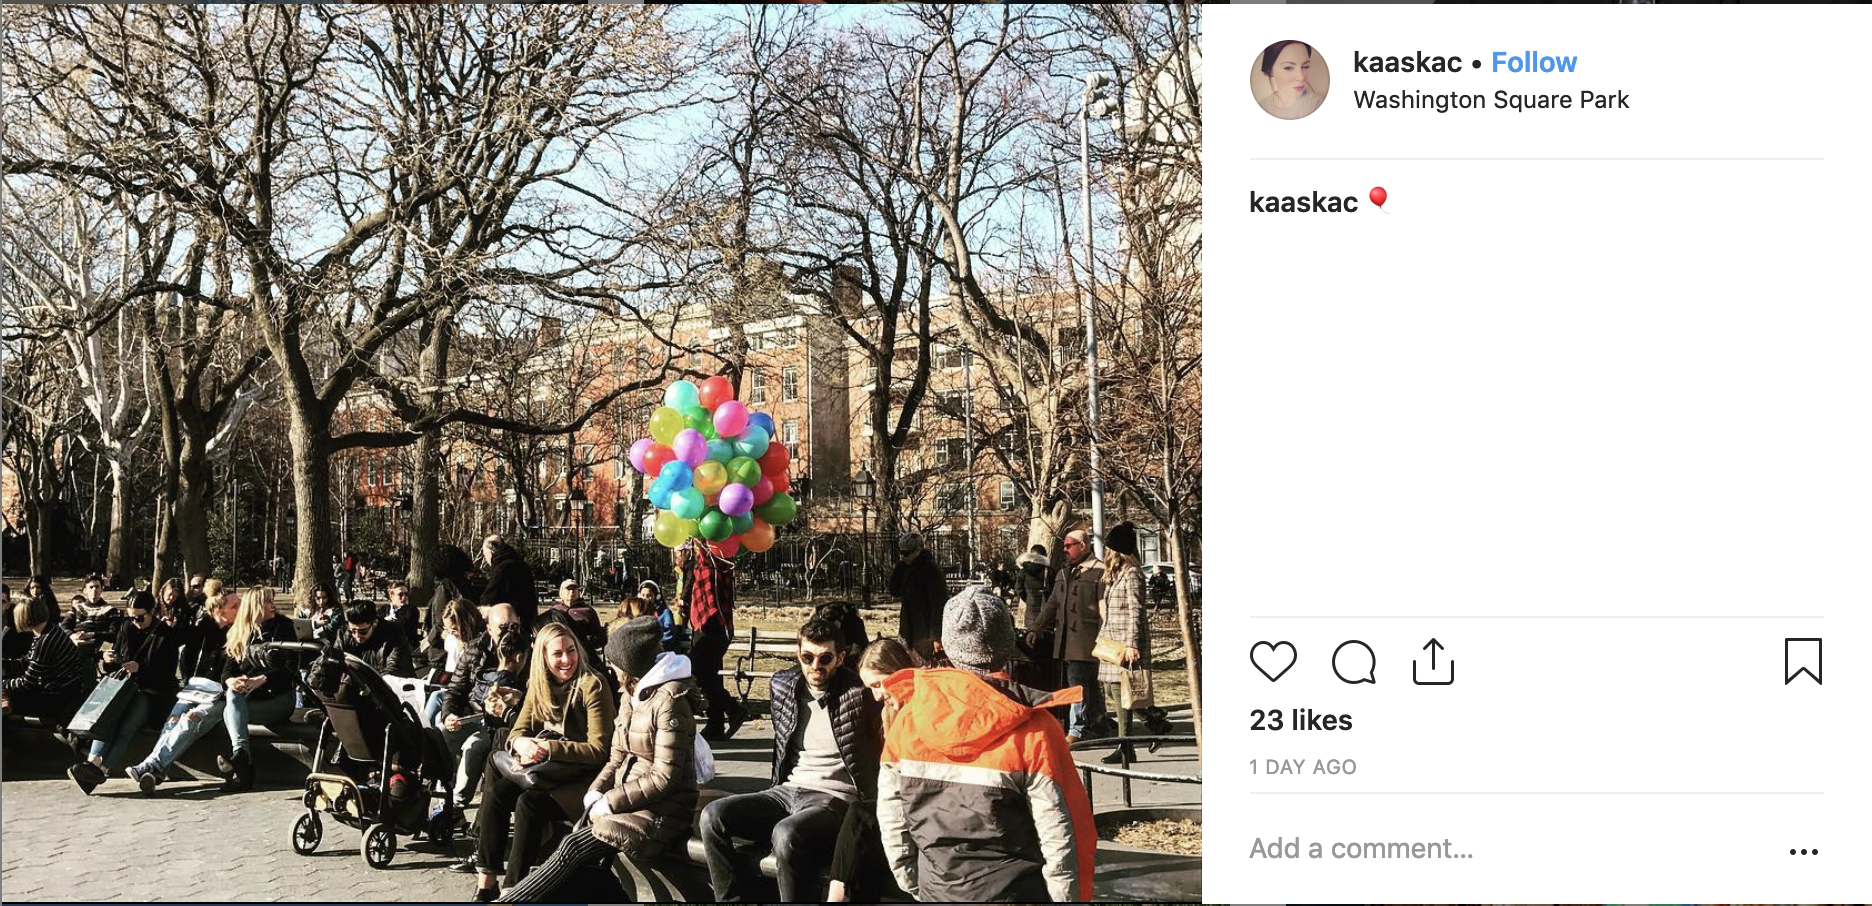 kaaskac • Follow
Washington Square Park
kaaskac 🎈
23 likes
1 DAY AGO
Add a comment...